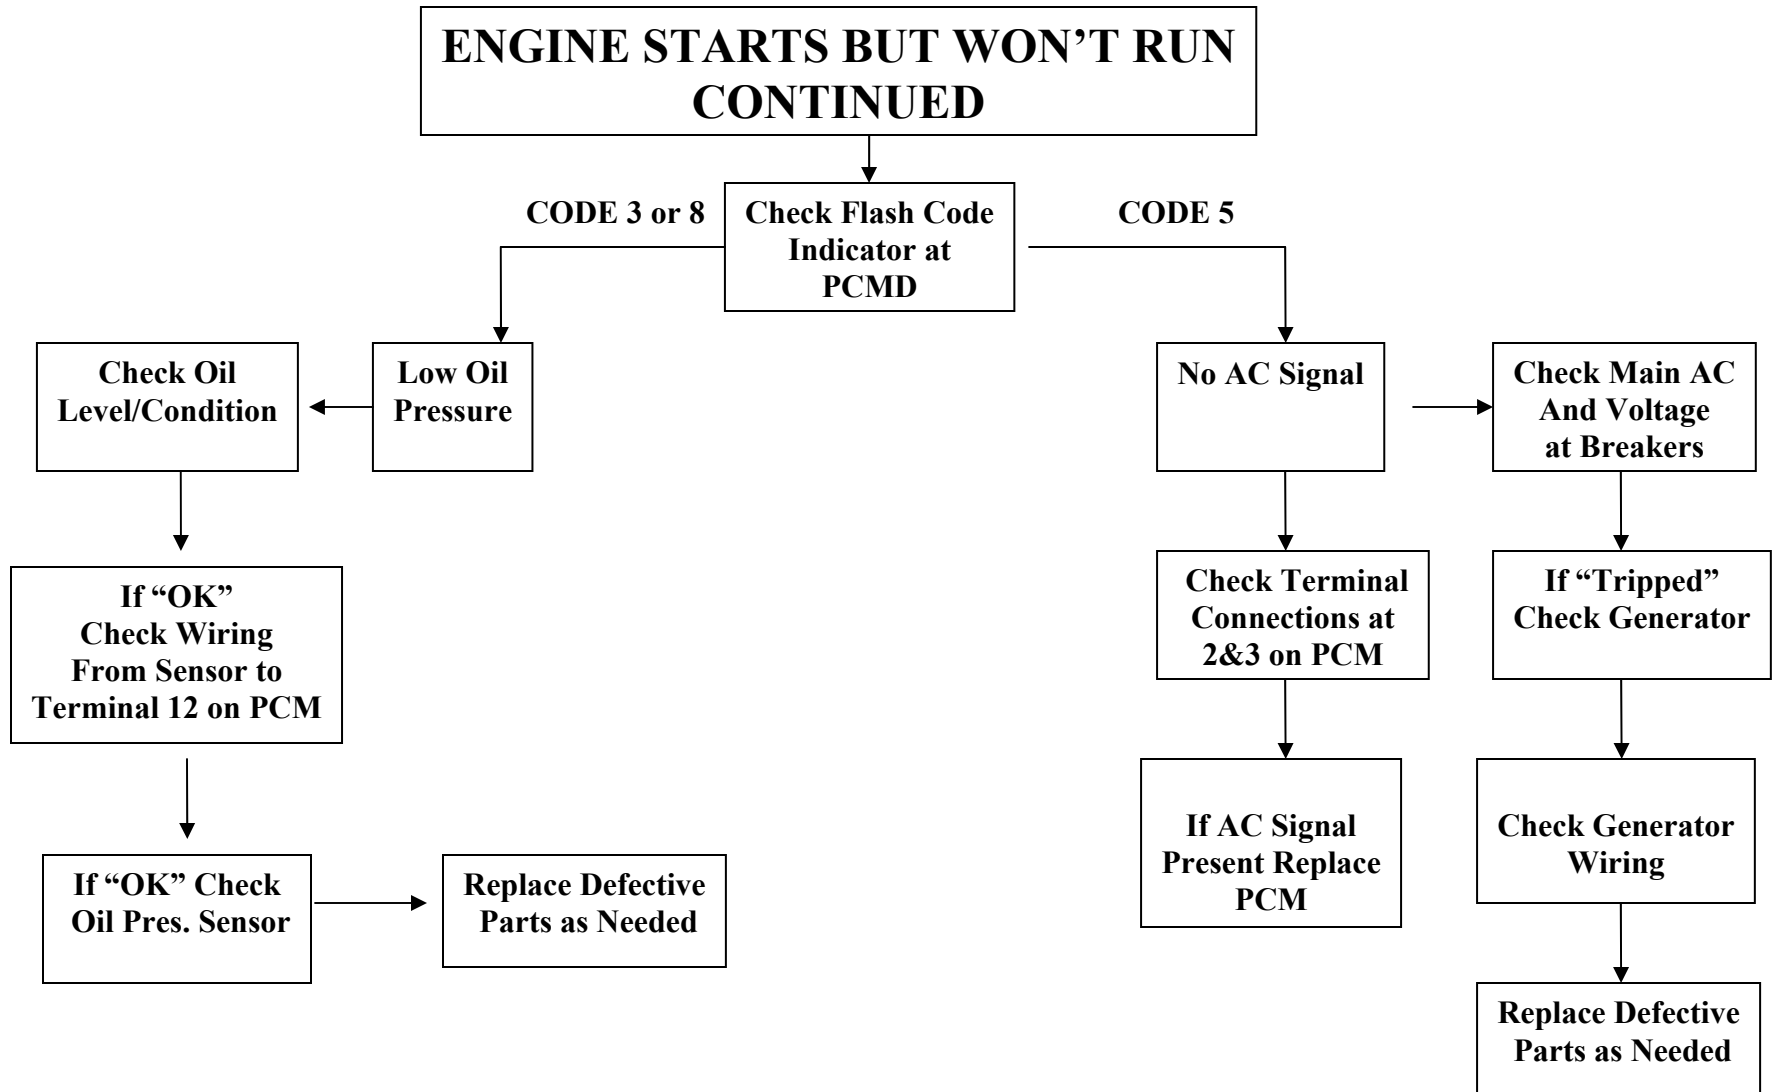 ENGINE STARTS BUT WON’T RUN
CONTINUED
CODE 3 or 8
Check Flash Code
Indicator at
PCMD
CODE 5
Check Oil
Level/Condition
Low Oil
Pressure
No AC Signal
Check Main AC
And Voltage
at Breakers
If “OK”
Check Wiring
From Sensor to
Terminal 12 on PCM
Check Terminal
Connections at
2&3 on PCM
If “Tripped”
Check Generator
If “OK” Check
Oil Pres. Sensor
Replace Defective
Parts as Needed
If AC Signal
Present Replace
PCM
Check Generator
Wiring
Replace Defective
Parts as Needed